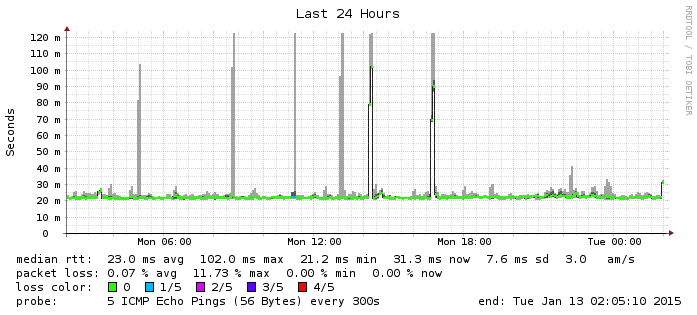 Last 24 Hours
RRDTOOL / TOBI OETIKER
Seconds
120 m
110 m
100 m
90 m
80 m
70 m
60 m
50 m
40 m
30 m
20 m
10 m
0
Mon 06:00 Mon 12:00 Mon 18:00 Tue 00:00
median rtt: 23.0 ms avg 102.0 ms max 21.2 ms min 31.3 ms now 7.6 ms sd 3.0 am/s
packet loss: 0.07 % avg 11.73 % max 0.00 % min 0.00 % now
loss color: 0 1/5 2/5 3/5 4/5
probe: 5 ICMP Echo Pings (56 Bytes) every 300s end: Tue Jan 13 02:05:10 2015